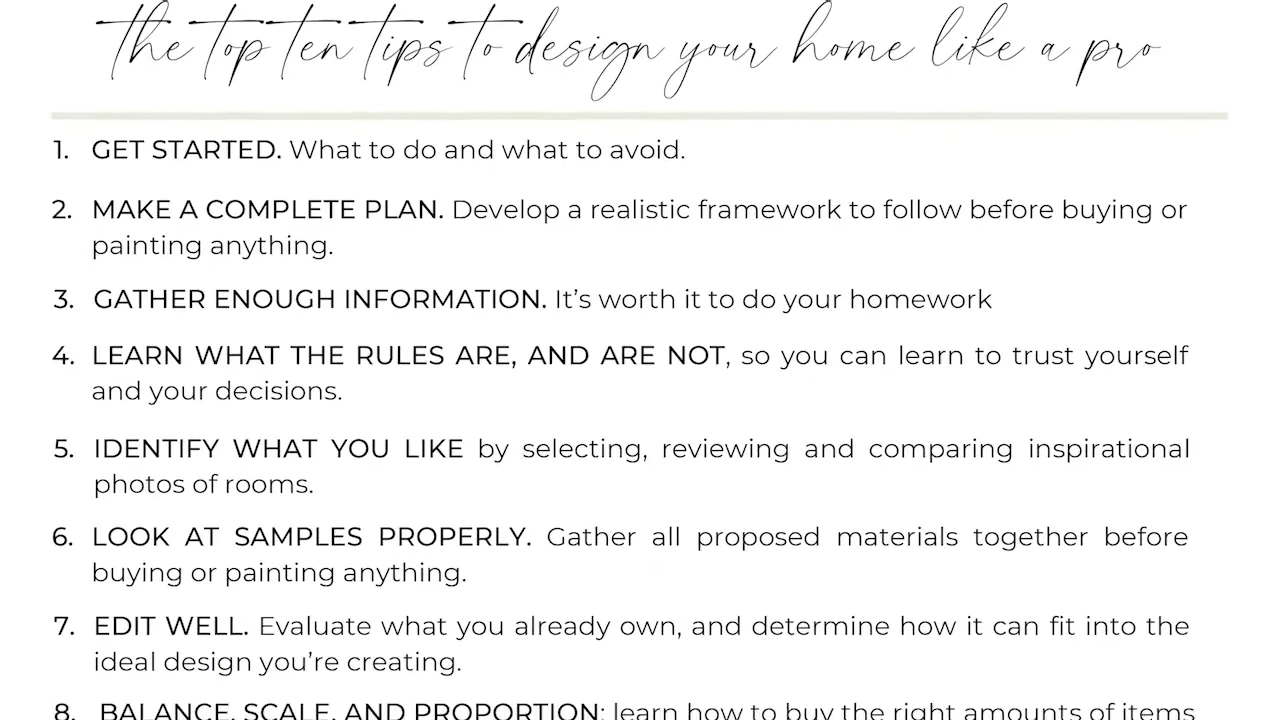 the top ten tips to design your home like a pro
1. GET STARTED. What to do and what to avoid.
2. MAKE A COMPLETE PLAN. Develop a realistic framework to follow before buying or
painting anything.
3. GATHER ENOUGH INFORMATION. It’s worth it to do your homework
4. LEARN WHAT THE RULES ARE, AND ARE NOT, so you can learn to trust yourself
and your decisions.
5. IDENTIFY WHAT YOU LIKE by selecting, reviewing and comparing inspirational
photos of rooms.
6. LOOK AT SAMPLES PROPERLY. Gather all proposed materials together before
buying or painting anything.
7. EDIT WELL. Evaluate what you already own, and determine how it can fit into the
ideal design you’re creating.
8. BALANCE, SCALE, AND PROPORTION: learn how to buy the right amounts of items